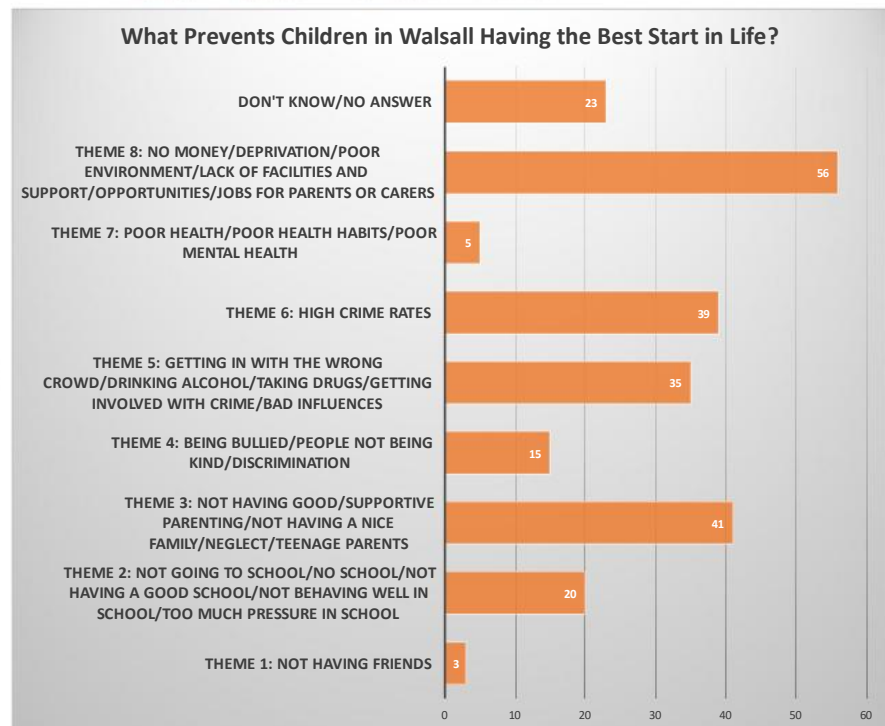 What Prevents Children in Walsall Having the Best Start in Life?
DON'T KNOW/NO ANSWER
23
THEME 8: NO MONEY/DEPRIVATION/POOR
ENVIRONMENT/LACK OF FACILITIES AND
SUPPORT/OPPORTUNITIES/JOBS FOR PARENTS OR CARERS
56
THEME 7: POOR HEALTH/POOR HEALTH HABITS/POOR
MENTAL HEALTH
5
THEME 6: HIGH CRIME RATES
39
THEME 5: GETTING IN WITH THE WRONG
CROWD/DRINKING ALCOHOL/TAKING DRUGS/GETTING
INVOLVED WITH CRIME/BAD INFLUENCES
35
THEME 4: BEING BULLIED/PEOPLE NOT BEING
KIND/DISCRIMINATION
15
THEME 3: NOT HAVING GOOD/SUPPORTIVE
PARENTING/NOT HAVING A NICE
FAMILY/NEGLECT/TEENAGE PARENTS
41
THEME 2: NOT GOING TO SCHOOL/NO SCHOOL/NOT
HAVING A GOOD SCHOOL/NOT BEHAVING WELL IN
SCHOOL/TOO MUCH PRESSURE IN SCHOOL
20
THEME 1: NOT HAVING FRIENDS
3
0 10 20 30 40 50 60